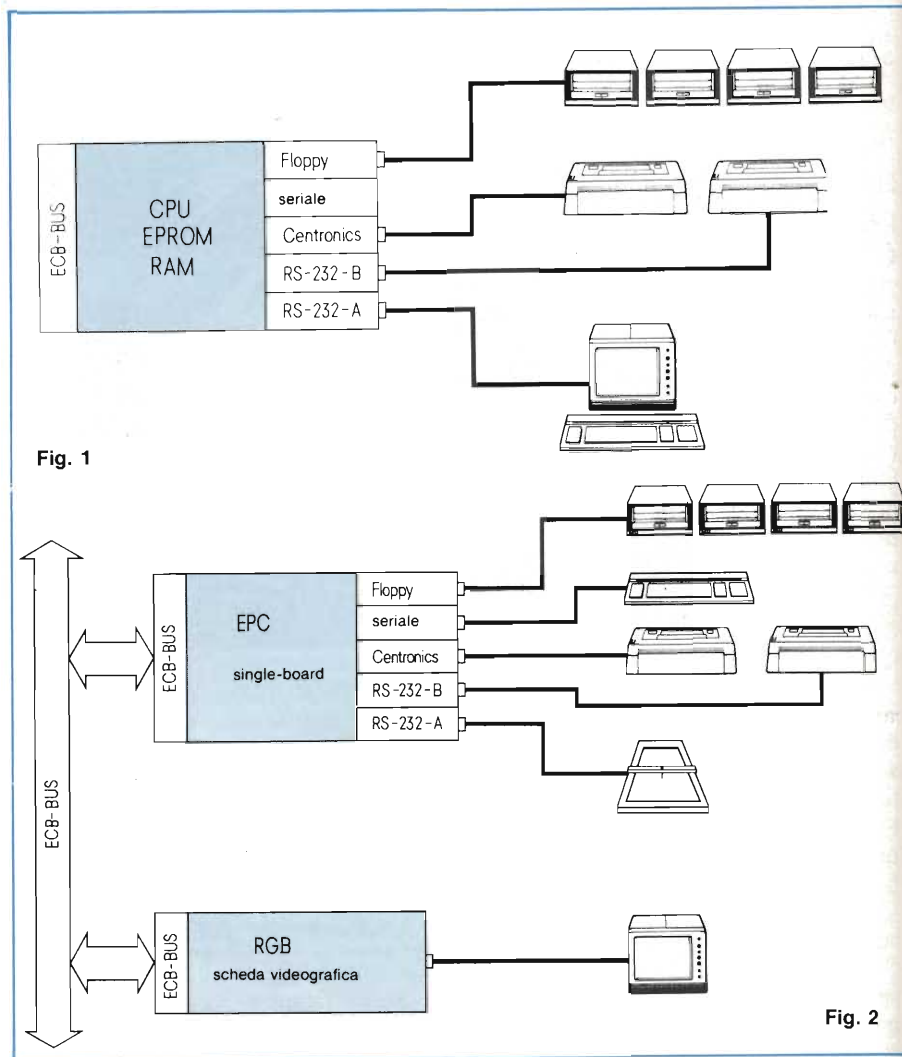 ECB-BUS
CPU
EPROM
RAM
Floppy
seriale
Centronics
RS-232-B
RS-232-A
Fig. 1
ECB-BUS
ECB-BUS
EPC
single-board
Floppy
seriale
Centronics
RS-232-B
RS-232-A
ECB-BUS
RGB
scheda videografica
Fig. 2